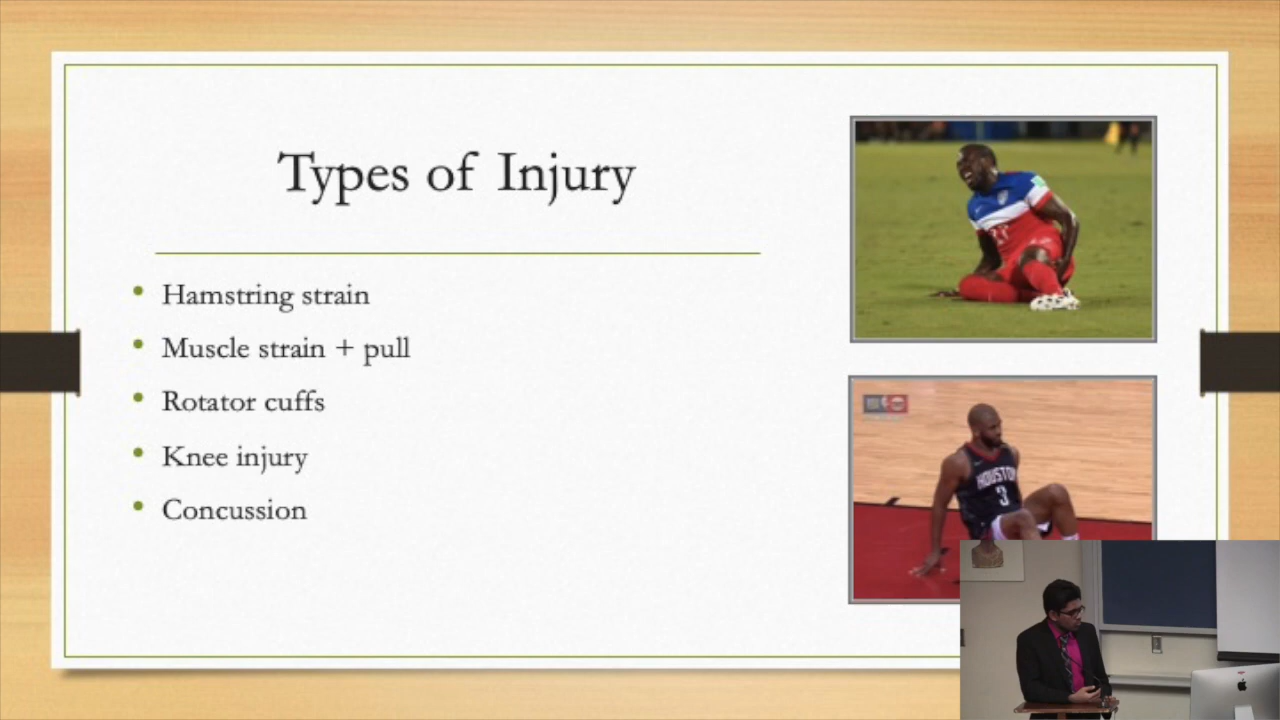 Types of Injury
Hamstring strain
Muscle strain + pull
Rotator cuffs
Knee injury
Concussion
HOUSTON
3